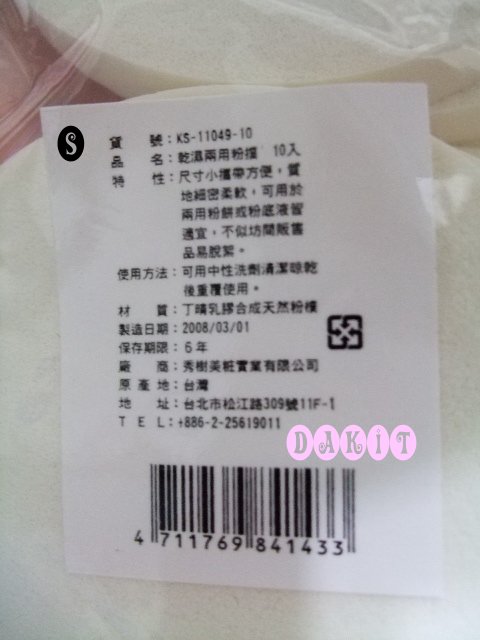 S
貨　號：KS-11049-10
品　名：乾濕兩用粉撲 10入
特　性：尺寸小攜帶方便，質
地細密柔軟，可用於
兩用粉餅或粉底液皆
適宜，不似坊間販售
品易脫絮。
使用方法：可用中性洗劑清潔晾乾
後重覆使用。
材　質：丁晴乳膠合成天然粉樸
製造日期：2008/03/01
保存期限：6年
廠　商：秀樹美粧實業有限公司
原 產 地：台灣
地　址：台北市松江路309號11F-1
T E L：+886-2-25619011
DAKIT
4 711769 841433